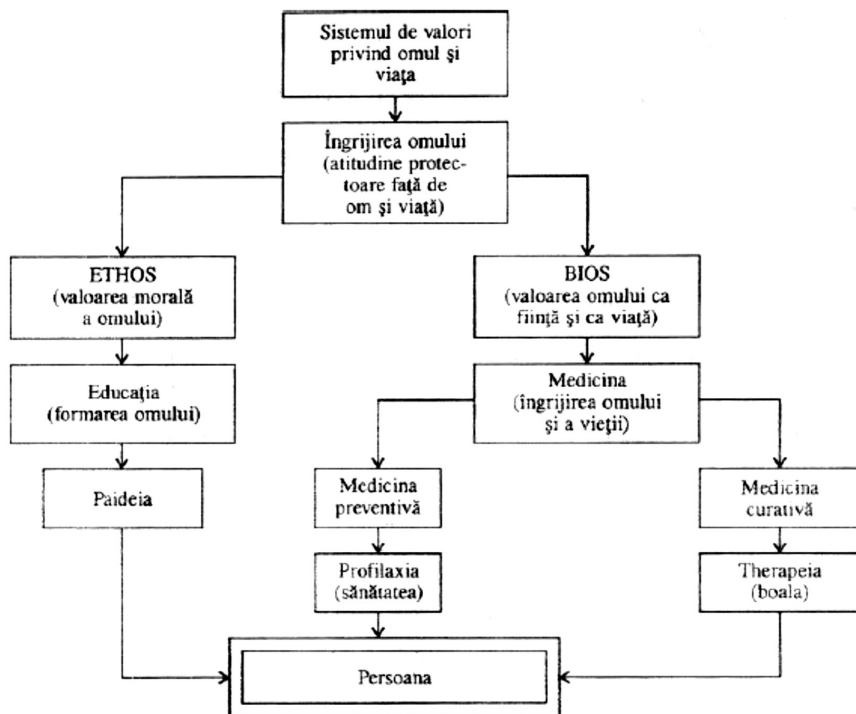 Sistemul de valori
privind omul şi
viaţa
Îngrijirea omului
(atitudine protec-
toare faţă de
om şi viaţă)
ETHOS
(valoarea morală
a omului)
BIOS
(valoarea omului ca
fiinţă şi ca viaţă)
Educaţia
(formarea omului)
Medicina
(îngrijirea omului
şi a vieţii)
Paideia
Medicina
preventivă
Medicina
curativă
Profilaxia
(sănătatea)
Therapeia
(boala)
Persoana